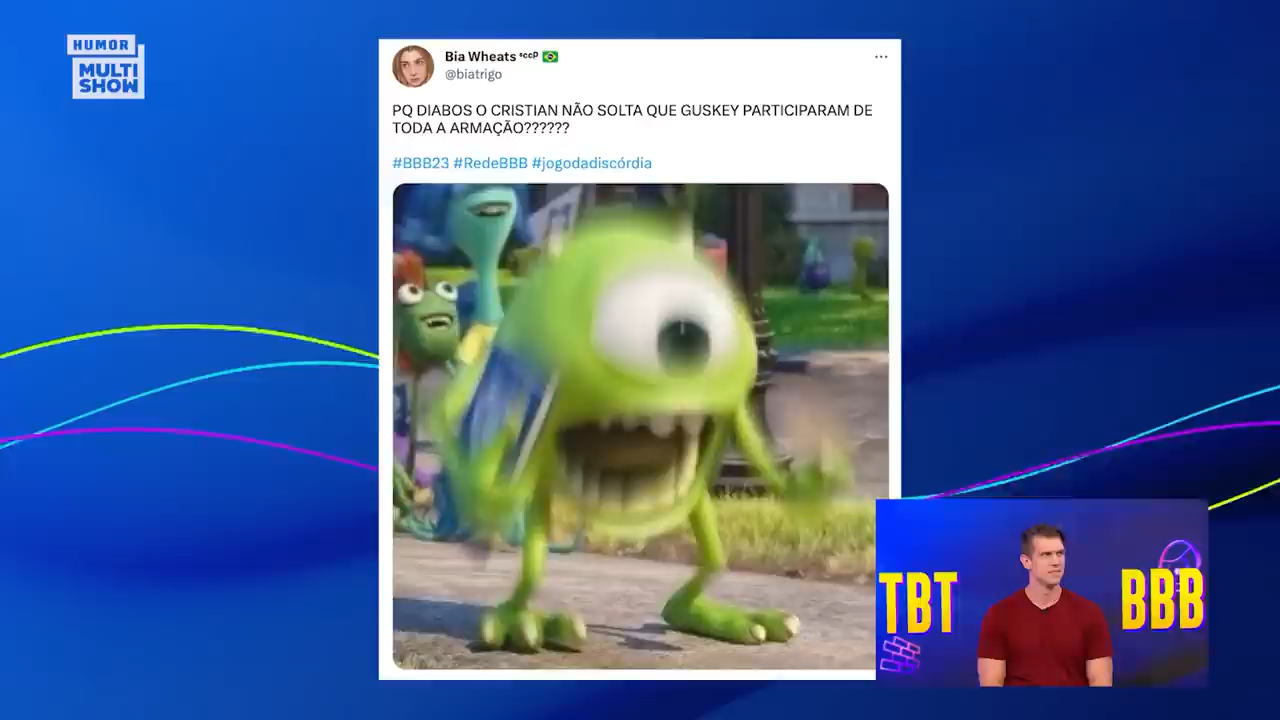 HUMOR
MULTI
SHOW
Bia Wheats ᵉᶜᶜᵖ 🇧🇷
@biatrigo
PQ DIABOS O CRISTIAN NÃO SOLTA QUE GUSKEY PARTICIPARAM DE
TODA A ARMAÇÃO??????
#BBB23 #RedeBBB #jogodadiscórdia
TBT
BBB